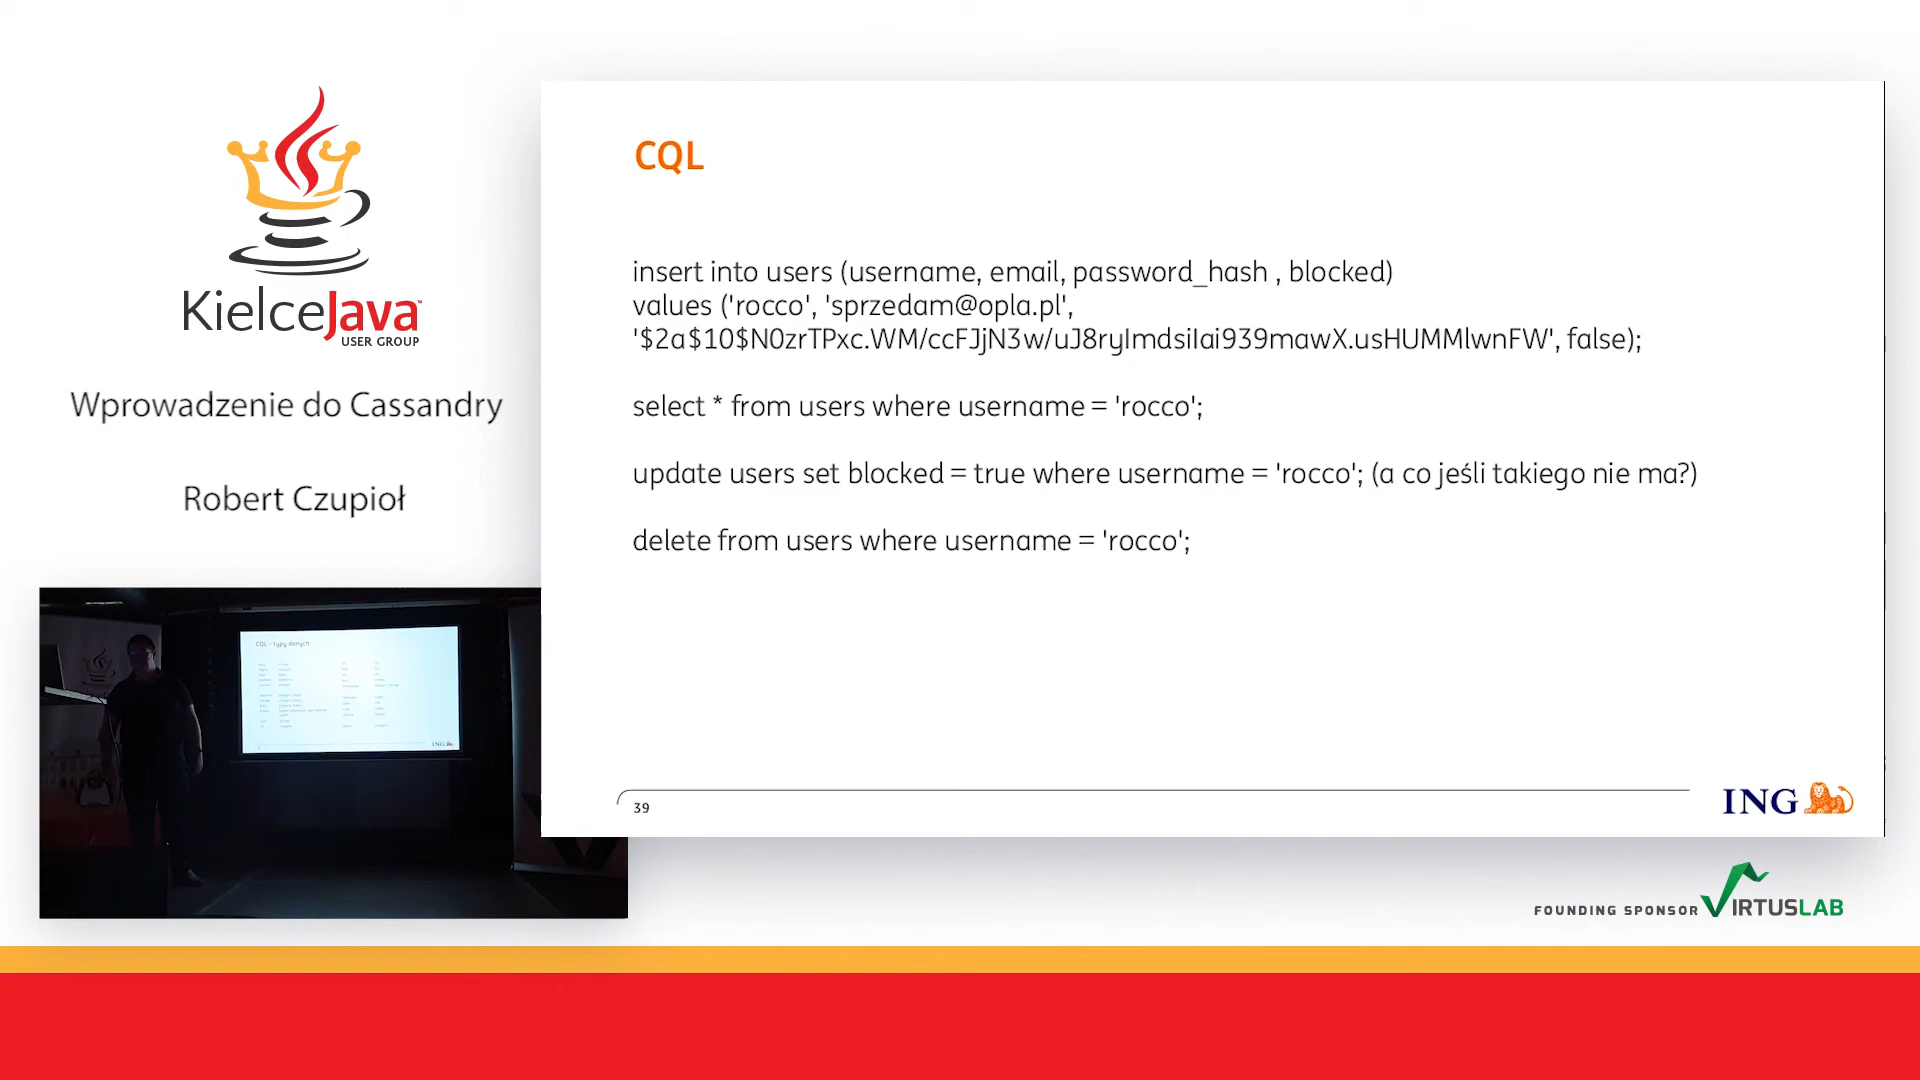 KielceJava
USER GROUP
Wprowadzenie do Cassandry
Robert Czupioł
CQL - typy danych
CQL
insert into users (username, email, password_hash , blocked)
values ('rocco', 'sprzedam@opla.pl',
'$2a$10$N0zrTPxc.WM/ccFJjN3w/uJ8ryImdsiIai939mawX.usHUMMlwnFW', false);
select * from users where username = 'rocco';
update users set blocked = true where username = 'rocco'; (a co jeśli takiego nie ma?)
delete from users where username = 'rocco';
39
ING
FOUNDING SPONSOR VIRTUSLAB